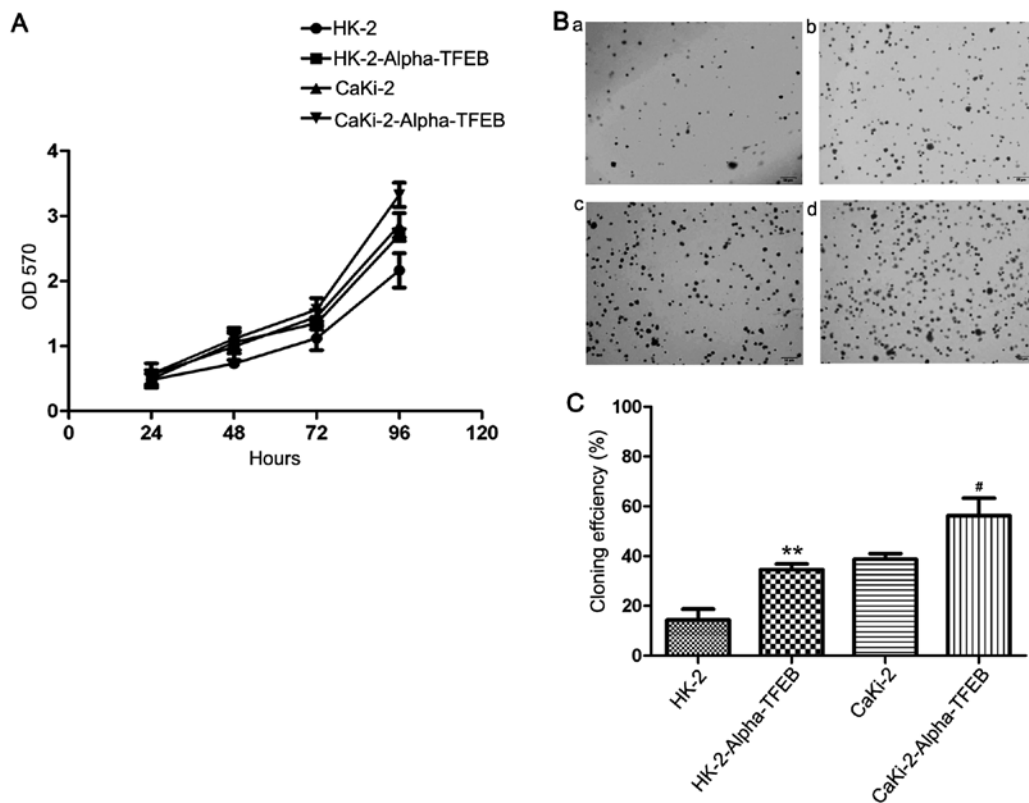 A
HK-2
HK-2-Alpha-TFEB
CaKi-2
CaKi-2-Alpha-TFEB
4
3
2
1
0
OD 570
0 24 48 72 96 120
Hours
B
a
b
c
d
C
100
80
60
40
20
0
Cloning effciency (%)
**
#
HK-2
HK-2-Alpha-TFEB
CaKi-2
CaKi-2-Alpha-TFEB